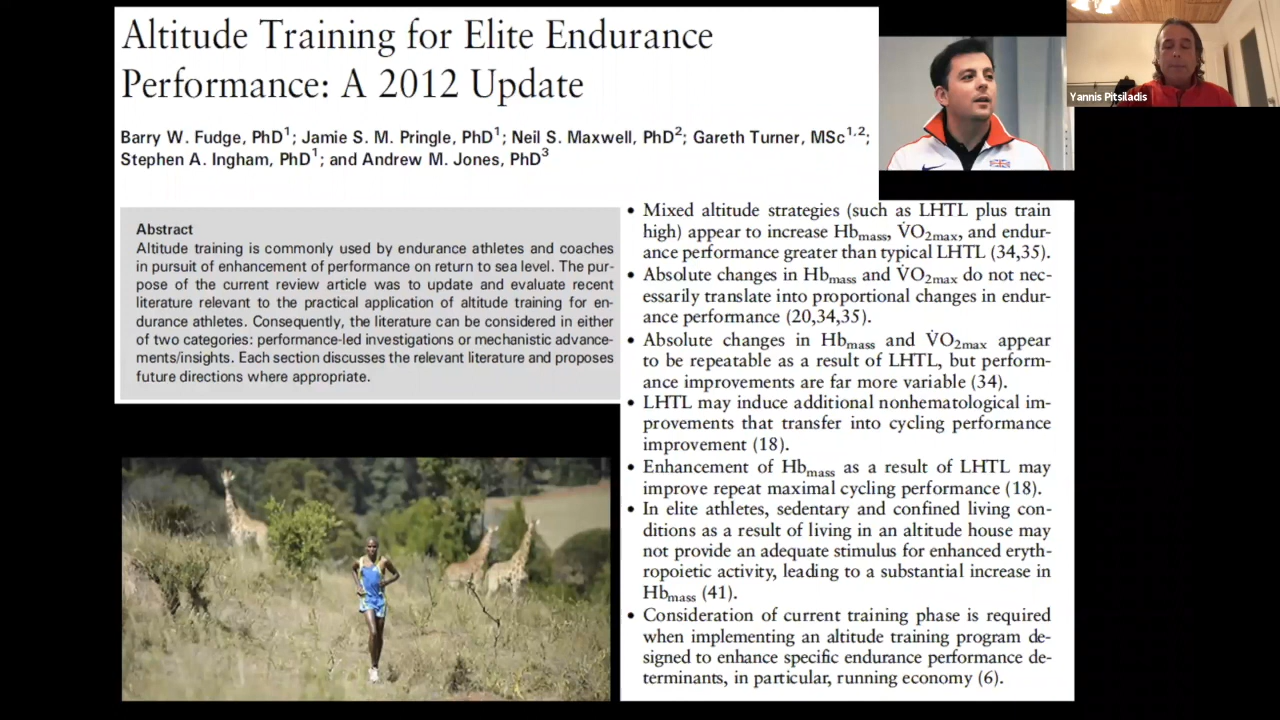 Altitude Training for Elite Endurance
Performance: A 2012 Update
Barry W. Fudge, PhD1; Jamie S. M. Pringle, PhD1; Neil S. Maxwell, PhD2; Gareth Turner, MSc1,2;
Stephen A. Ingham, PhD1; and Andrew M. Jones, PhD3
Yannis Pitsiladis
Abstract
Altitude training is commonly used by endurance athletes and coaches
in pursuit of enhancement of performance on return to sea level. The pur-
pose of the current review article was to update and evaluate recent
literature relevant to the practical application of altitude training for en-
durance athletes. Consequently, the literature can be considered in either
of two categories: performance-led investigations or mechanistic advance-
ments/insights. Each section discusses the relevant literature and proposes
future directions where appropriate.
• Mixed altitude strategies (such as LHTL plus train
high) appear to increase Hbmass, V̇O2max, and endur-
ance performance greater than typical LHTL (34,35).
• Absolute changes in Hbmass and V̇O2max do not nec-
essarily translate into proportional changes in endur-
ance performance (20,34,35).
• Absolute changes in Hbmass and V̇O2max appear
to be repeatable as a result of LHTL, but perform-
ance improvements are far more variable (34).
• LHTL may induce additional nonhematological im-
provements that transfer into cycling performance
improvement (18).
• Enhancement of Hbmass as a result of LHTL may
improve repeat maximal cycling performance (18).
• In elite athletes, sedentary and confined living con-
ditions as a result of living in an altitude house may
not provide an adequate stimulus for enhanced eryth-
ropoietic activity, leading to a substantial increase in
Hbmass (41).
• Consideration of current training phase is required
when implementing an altitude training program de-
signed to enhance specific endurance performance de-
terminants, in particular, running economy (6).